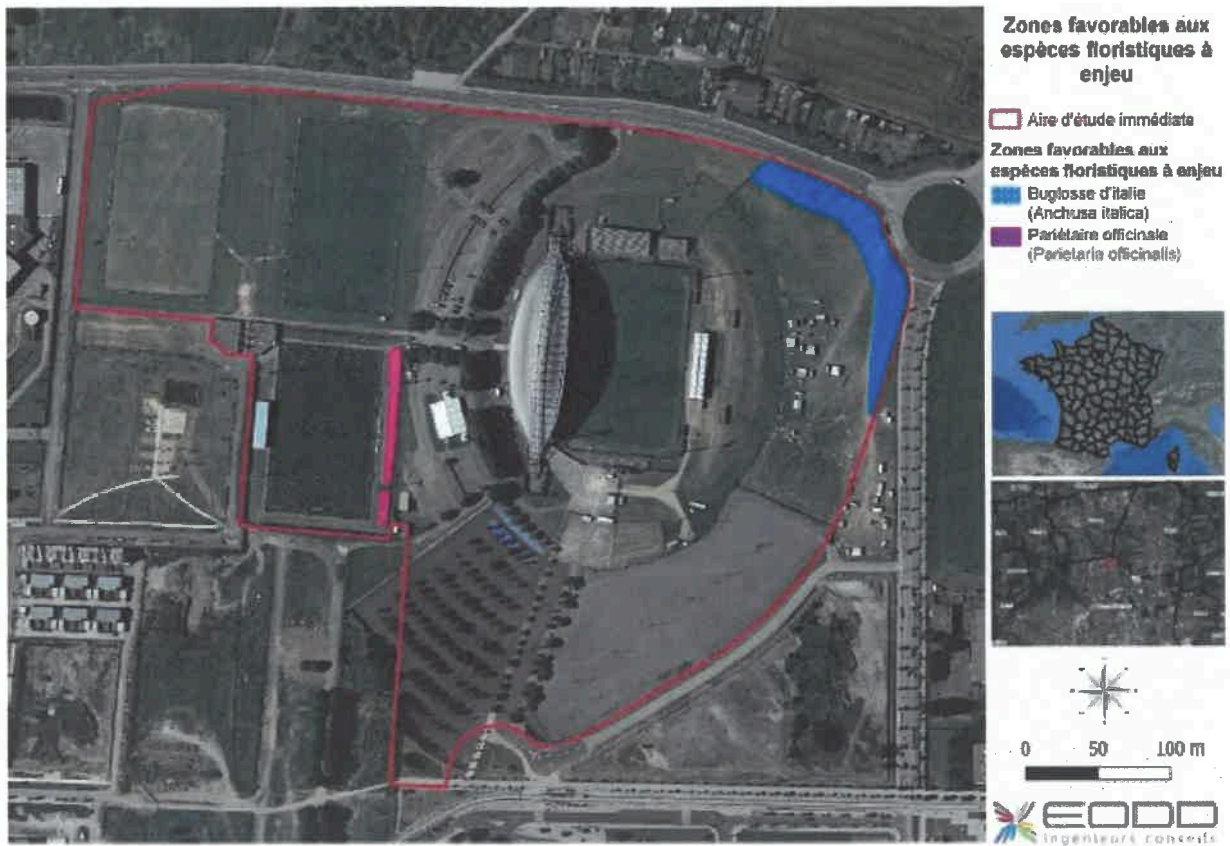 Zones favorables aux
espèces floristiques à
enjeu
Aire d'étude immédiate
Zones favorables aux
espèces floristiques à enjeu
Buglosse d'italie
(Anchusa italica)
Pariétaire officinale
(Parietaria officinalis)
0 50 100 m
EODD
ingénieurs conseils